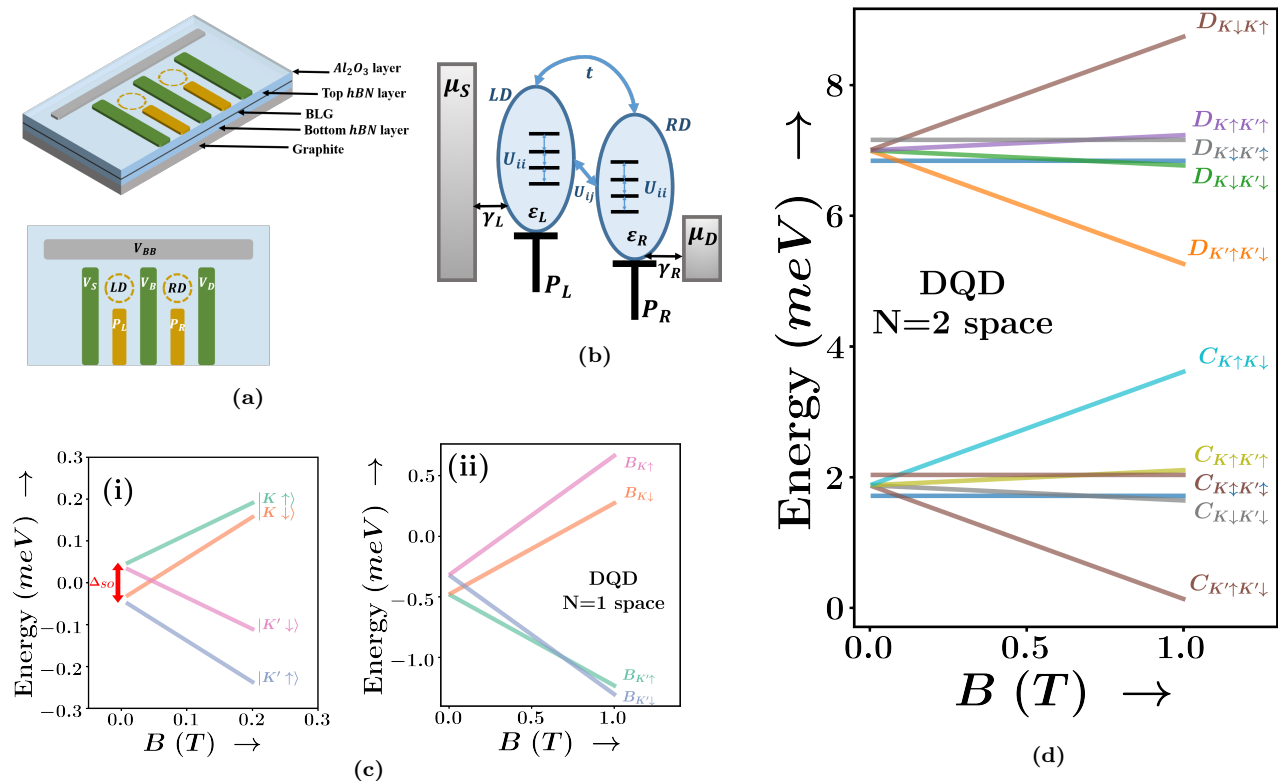 Al₂O₃ layer
Top hBN layer
BLG
Bottom hBN layer
Graphite
V_BB
V_S
LD
V_B
RD
V_D
P_L
P_R
(a)
μ_S
LD
t
RD
U_ii
U_ij
U_ii
γ_L
ε_L
ε_R
μ_D
γ_R
P_L
P_R
(b)
(i)
Energy (meV) →
0.3
0.2
0.1
0.0
−0.1
−0.2
−0.3
Δ_SO
|K ↑⟩
|K ↓⟩
|K′ ↓⟩
|K′ ↑⟩
0.0 0.1 0.2 0.3
B (T) →
(ii)
Energy (meV) →
0.5
0.0
−0.5
−1.0
B_K↑
B_K↓
DQD
N=1 space
B_K′↑
B_K′↓
0.0 0.5 1.0
B (T) →
(c)
Energy (meV) →
8
6
4
2
0
D_K↓K↑
D_K↑K′↑
D_K↕K′↕
D_K↓K′↓
D_K′↑K′↓
DQD
N=2 space
C_K↑K↓
C_K↑K′↑
C_K↕K′↕
C_K↓K′↓
C_K′↑K′↓
0.0 0.5 1.0
B (T) →
(d)